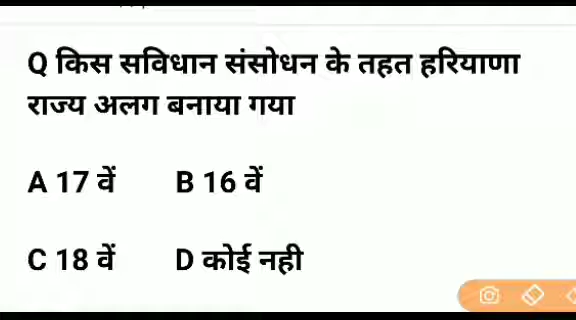 Q किस सविधान संसोधन के तहत हरियाणा
राज्य अलग बनाया गया
A 17 वें B 16 वें
C 18 वें D कोई नही